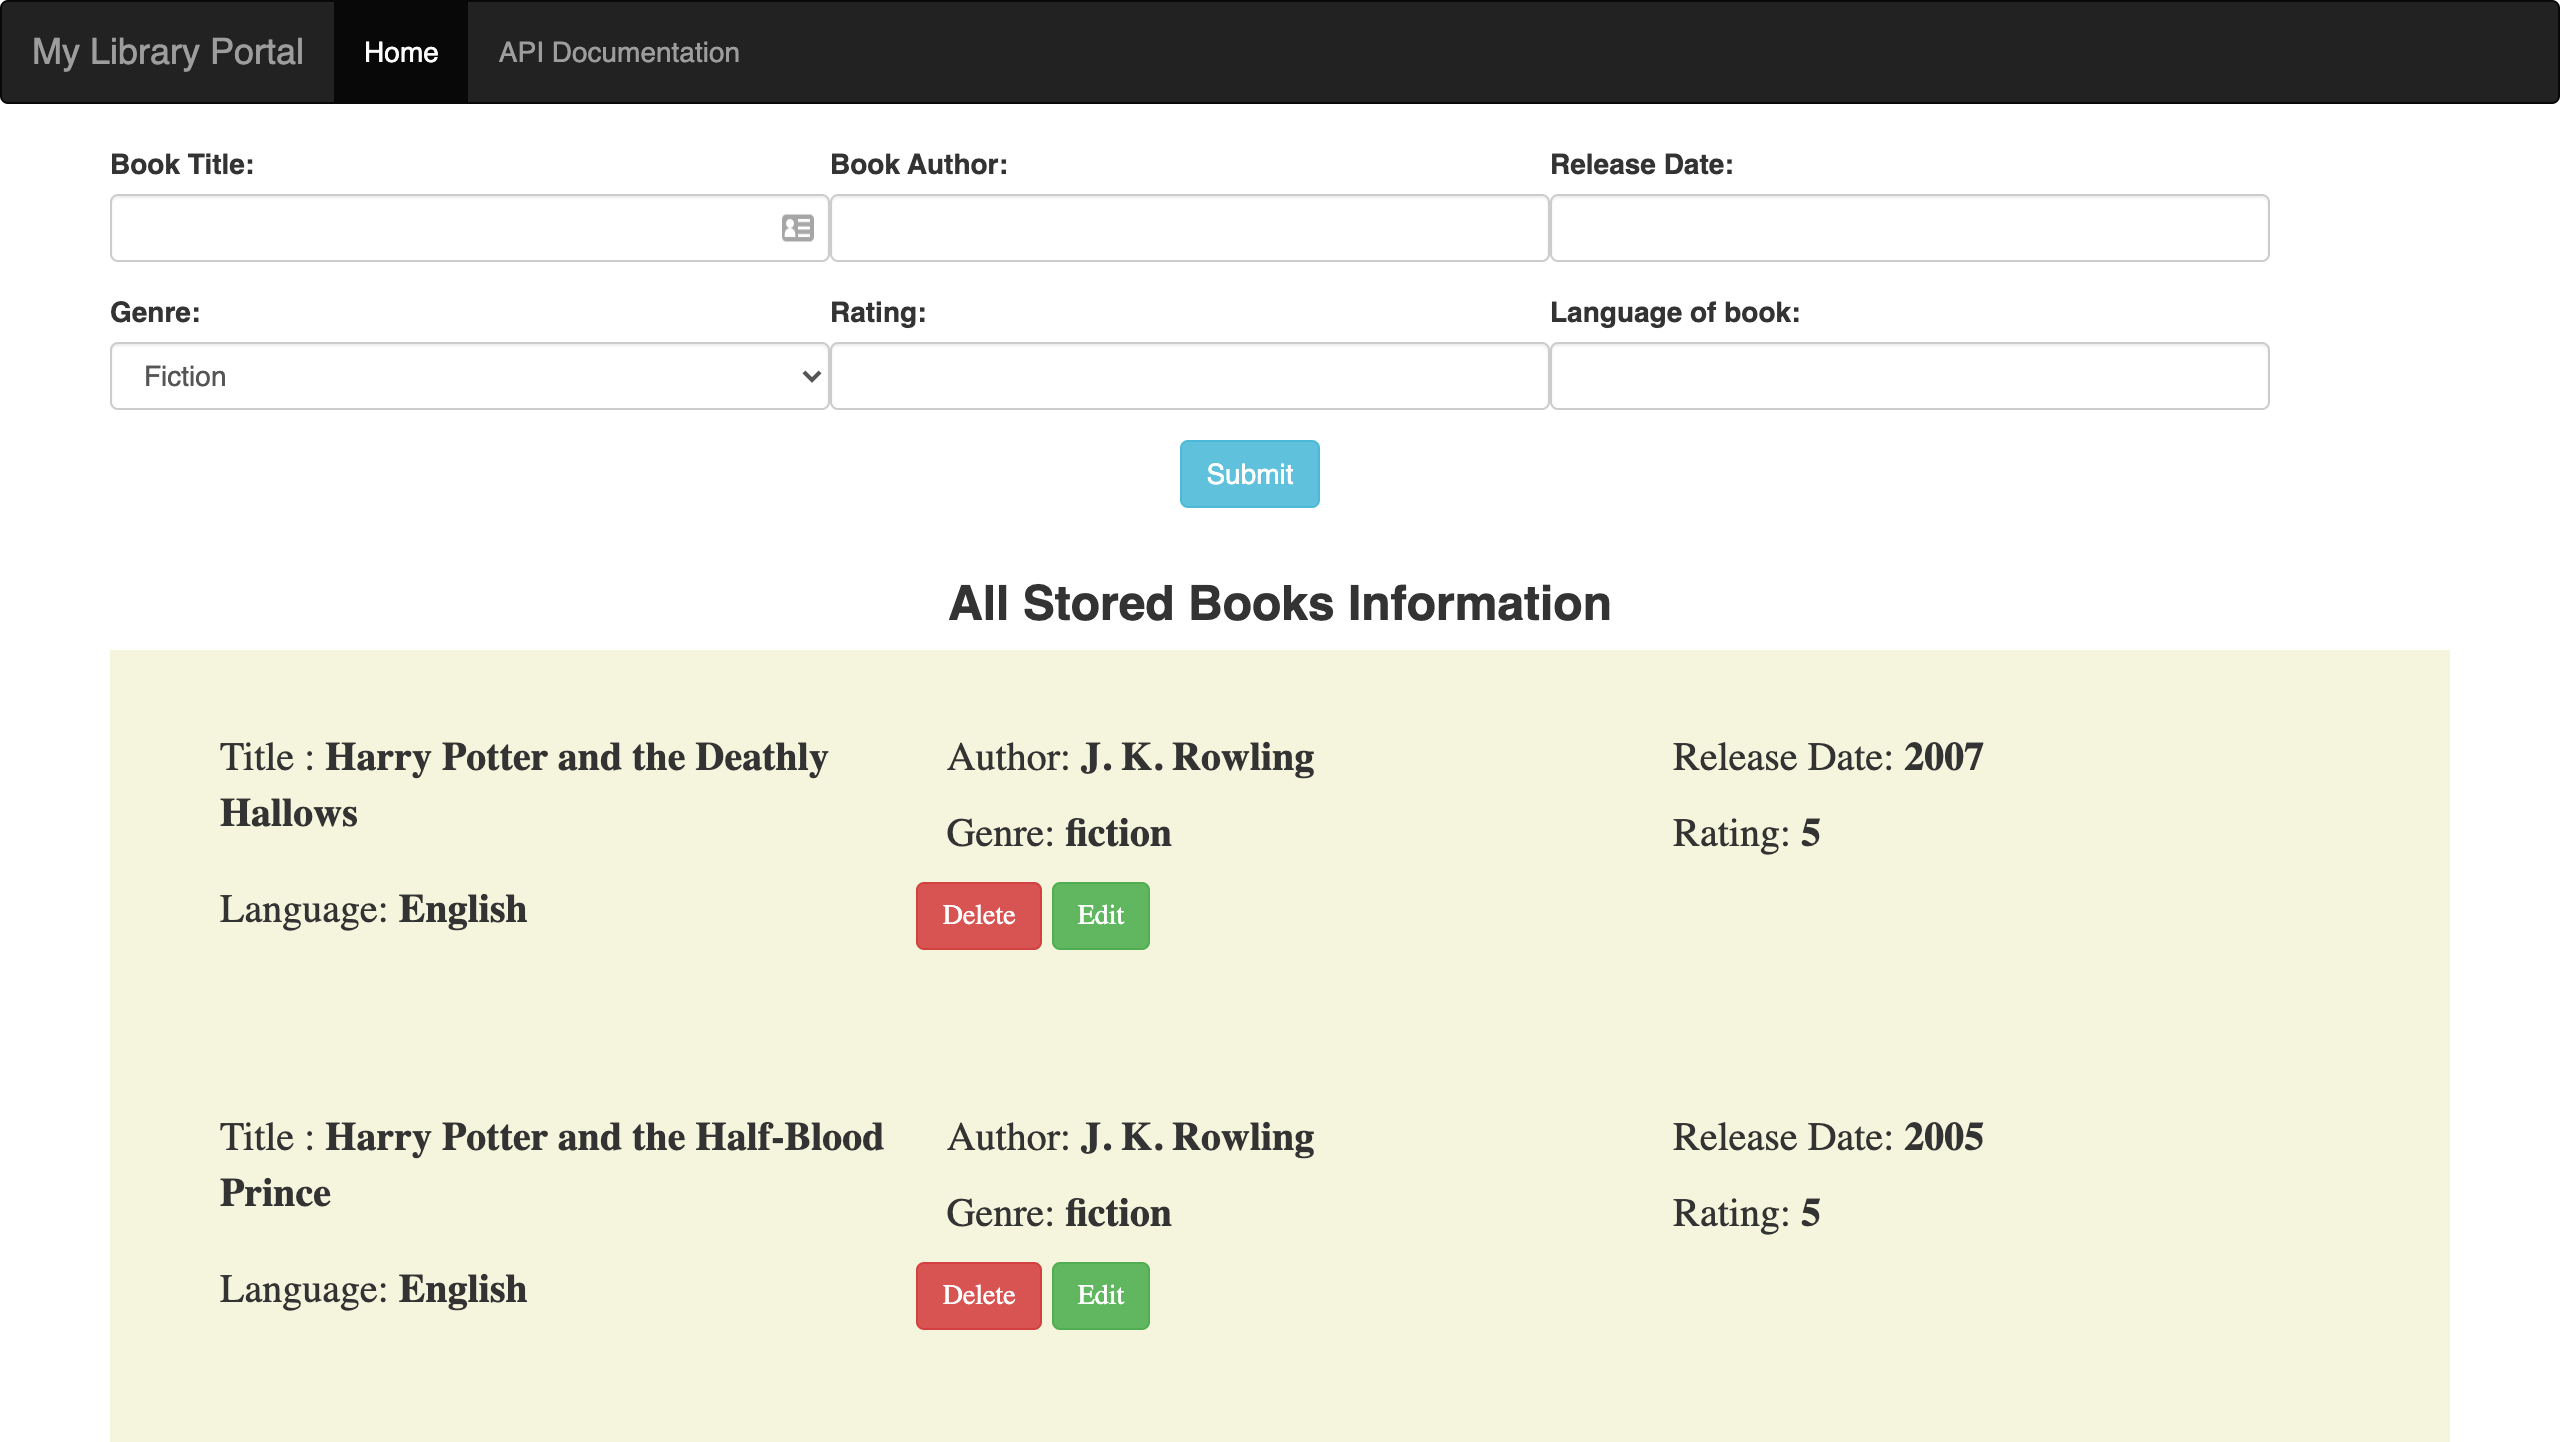 My Library Portal Home API Documentation
Book Title: Book Author: Release Date:
Genre: Rating: Language of book:
Fiction
Submit
All Stored Books Information
Title : Harry Potter and the Deathly Hallows
Author: J. K. Rowling
Release Date: 2007
Genre: fiction
Rating: 5
Language: English
Delete Edit
Title : Harry Potter and the Half-Blood Prince
Author: J. K. Rowling
Release Date: 2005
Genre: fiction
Rating: 5
Language: English
Delete Edit